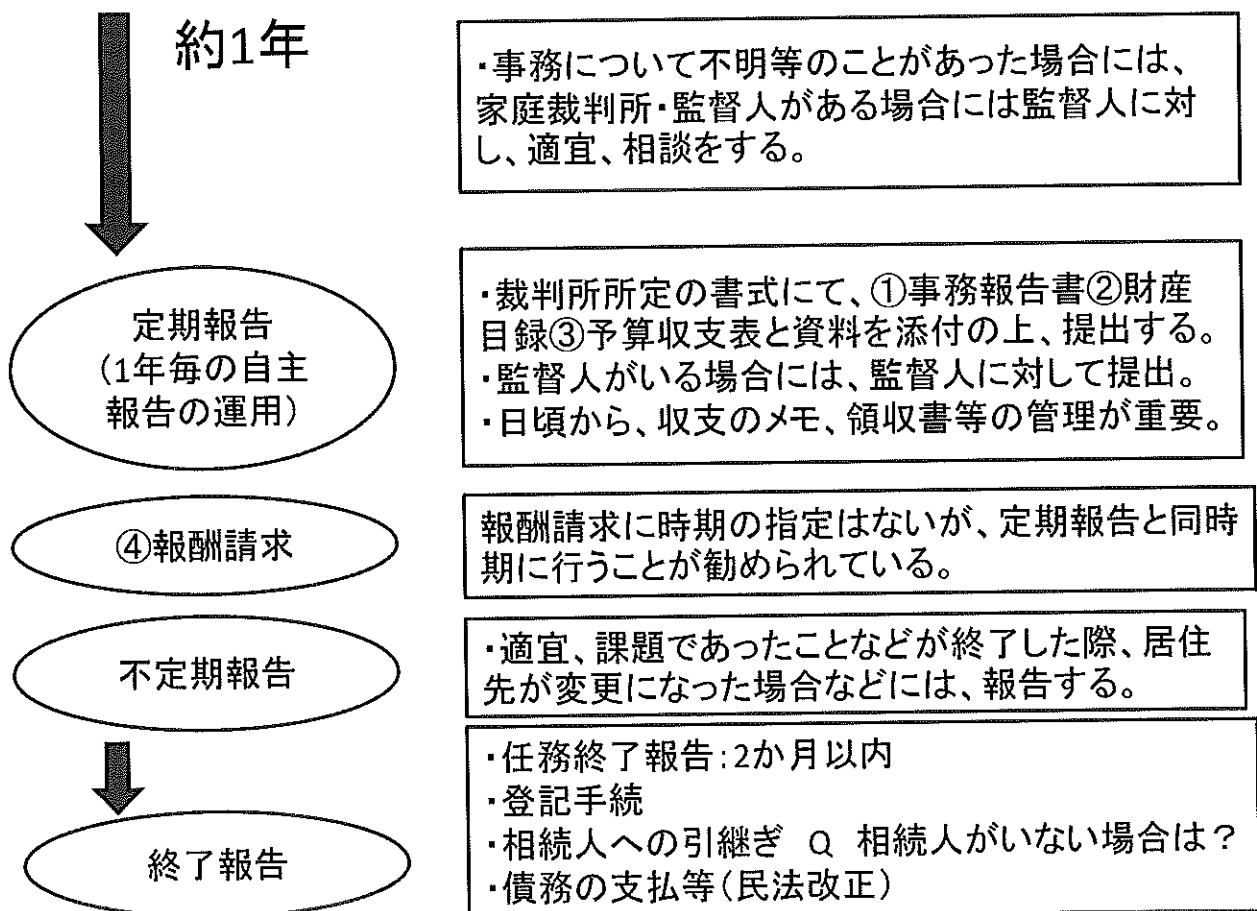 約1年
・事務について不明等のことがあった場合には、
家庭裁判所・監督人がある場合には監督人に対
し、適宜、相談をする。
定期報告
(1年毎の自主
報告の運用)
・裁判所所定の書式にて、①事務報告書②財産
目録③予算収支表と資料を添付の上、提出する。
・監督人がいる場合には、監督人に対して提出。
・日頃から、収支のメモ、領収書等の管理が重要。
④報酬請求
報酬請求に時期の指定はないが、定期報告と同時
期に行うことが勧められている。
不定期報告
・適宜、課題であったことなどが終了した際、居住
先が変更になった場合などには、報告する。
終了報告
・任務終了報告:2か月以内
・登記手続
・相続人への引継ぎ Q 相続人がいない場合は?
・債務の支払等(民法改正)